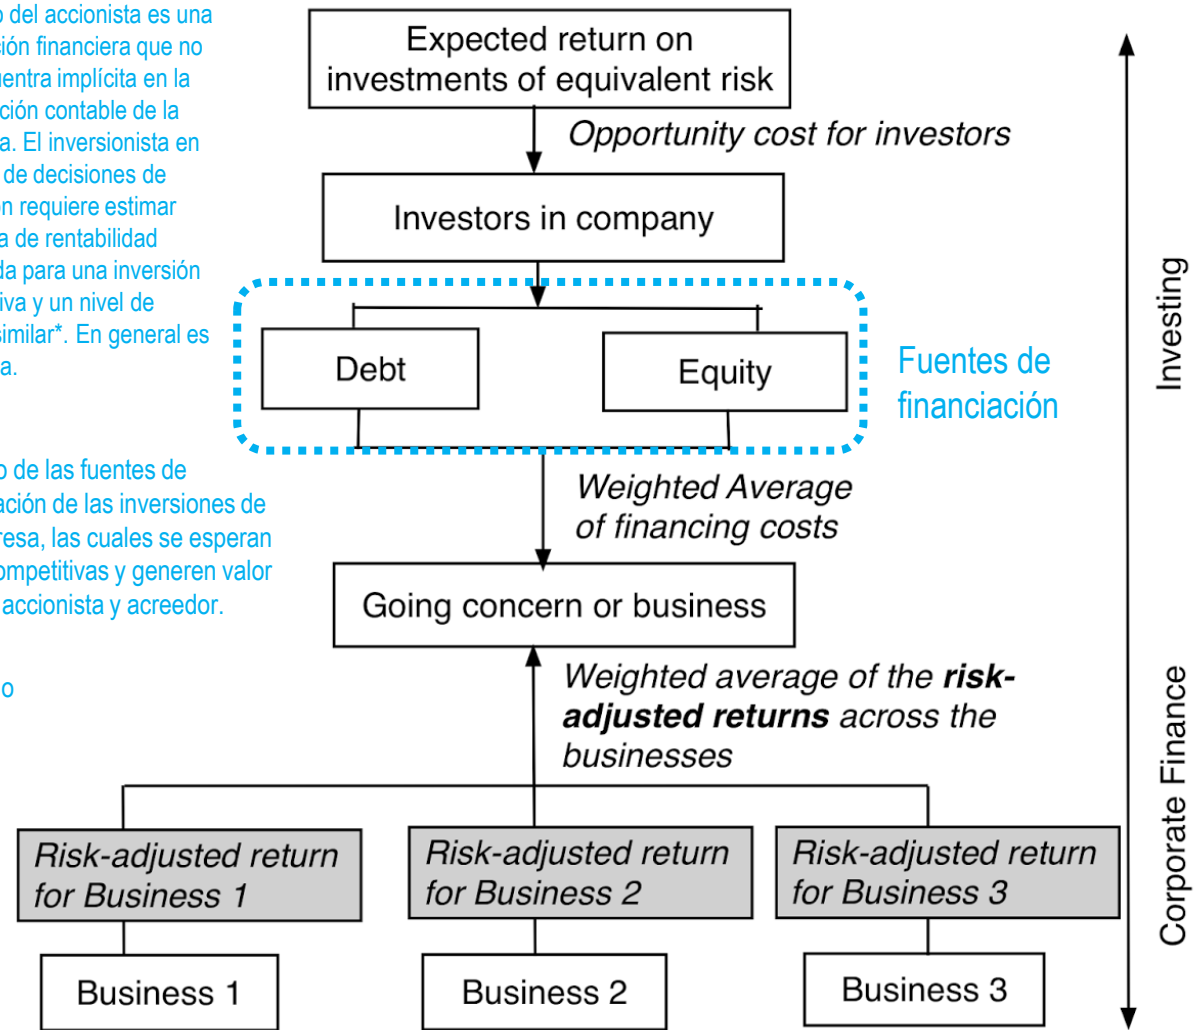 o del accionista es una
ción financiera que no
uentra implícita en la
ción contable de la
a. El inversionista en
de decisiones de
ón requiere estimar
a de rentabilidad
da para una inversión
tiva y un nivel de
similar*. En general es
a.
o de las fuentes de
ación de las inversiones de
resa, las cuales se esperan
ompetitivas y generen valor
accionista y acreedor.
o
Expected return on
investments of equivalent risk
Opportunity cost for investors
Investors in company
Debt
Equity
Fuentes de
financiación
Weighted Average
of financing costs
Going concern or business
Weighted average of the risk-
adjusted returns across the
businesses
Risk-adjusted return
for Business 1
Risk-adjusted return
for Business 2
Risk-adjusted return
for Business 3
Business 1
Business 2
Business 3
Investing
Corporate Finance